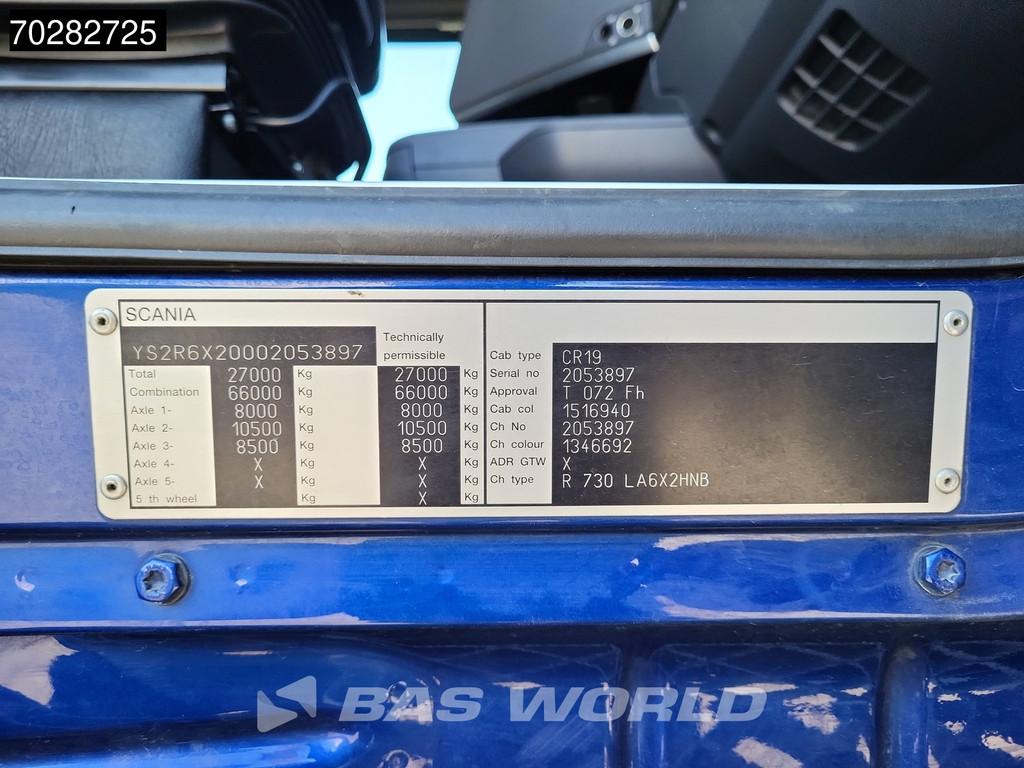 70282725
SCANIA
YS2R6X20002053897
Technically
permissible
Total 27000 Kg 27000 Kg
Combination 66000 Kg 66000 Kg
Axle 1- 8000 Kg 8000 Kg
Axle 2- 10500 Kg 10500 Kg
Axle 3- 8500 Kg 8500 Kg
Axle 4- X Kg X Kg
Axle 5- X Kg X Kg
5 th wheel Kg X Kg
Cab type CR19
Serial no 2053897
Approval T 072 Fh
Cab col 1516940
Ch No 2053897
Ch colour 1346692
ADR GTW X
Ch type R 730 LA6X2HNB
BAS WORLD